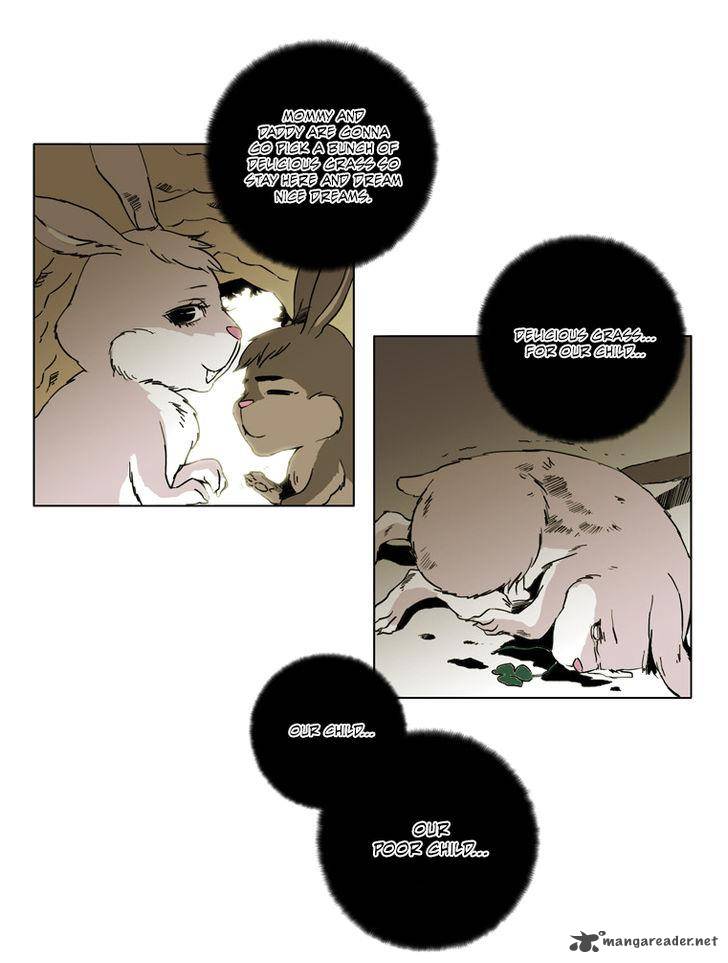 MOMMY AND
DADDY ARE GONNA
GO PICK A BUNCH OF
DELICIOUS GRASS SO
STAY HERE AND DREAM
NICE DREAMS.
DELICIOUS GRASS...
FOR OUR CHILD...
OUR CHILD...
OUR
POOR CHILD...
mangareader.net